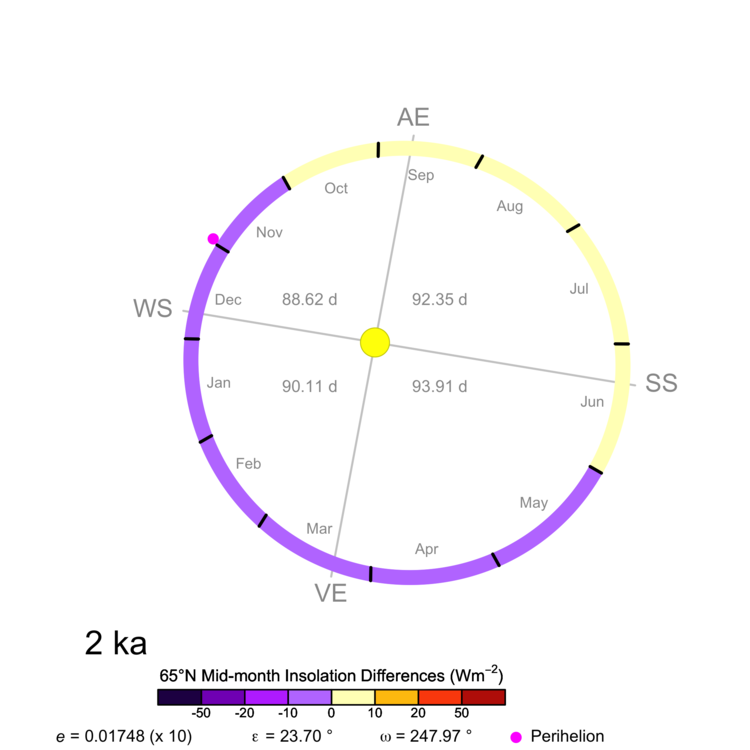 AE
Oct
Sep
Aug
Nov
Jul
WS
Dec
88.62 d
92.35 d
Jan
90.11 d
93.91 d
SS
Jun
Feb
May
Mar
Apr
VE
2 ka
65°N Mid-month Insolation Differences (Wm⁻²)
-50 -20 -10 0 10 20 50
e = 0.01748 (x 10) ε = 23.70 ° ω = 247.97 ° Perihelion